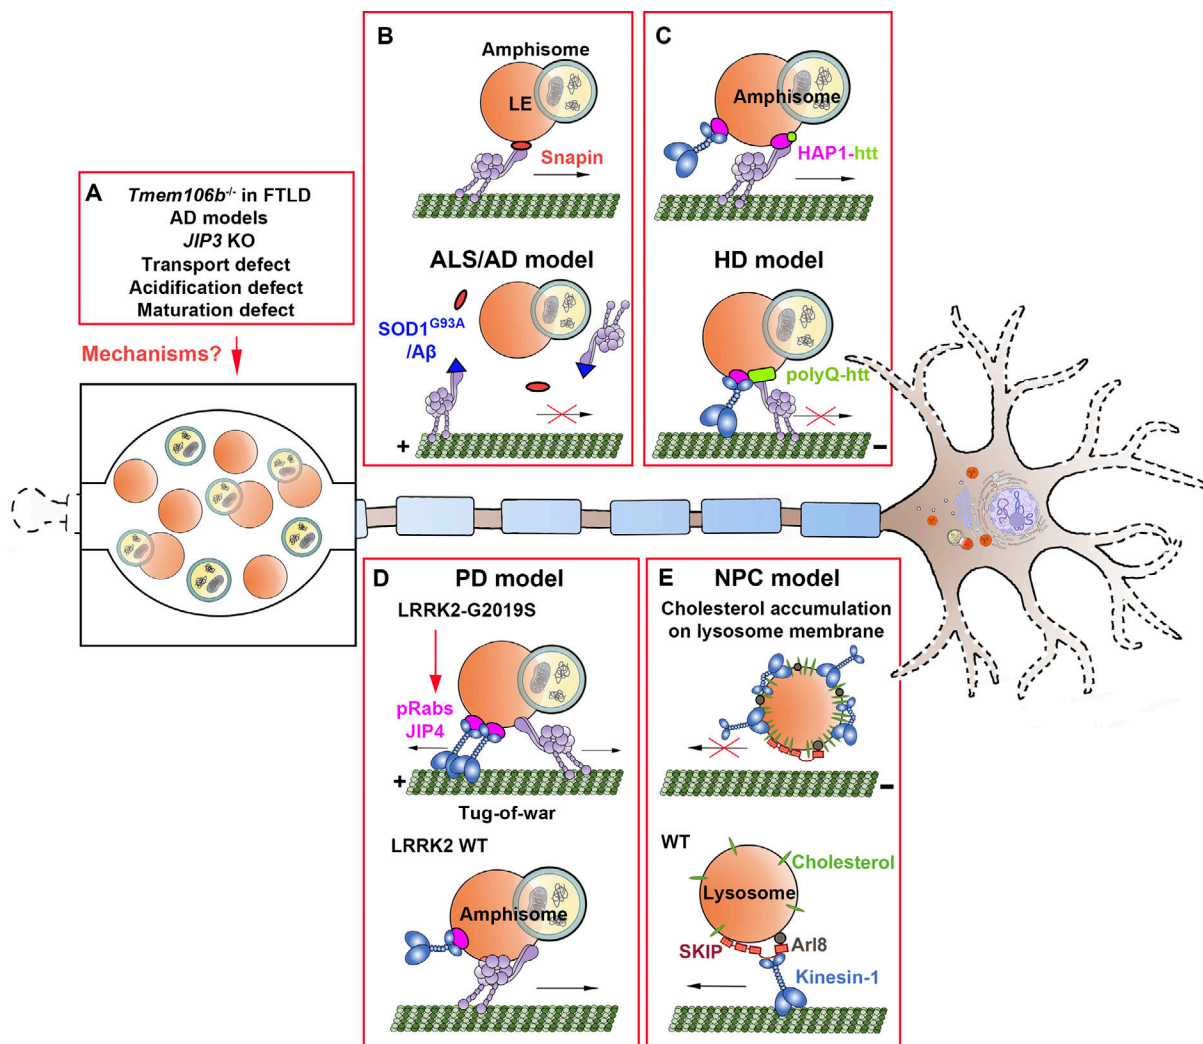 A
Tmem106b-/- in FTLD
AD models
JIP3 KO
Transport defect
Acidification defect
Maturation defect
Mechanisms?
B
Amphisome
LE
Snapin
ALS/AD model
SOD1G93A
/Aβ
+
C
Amphisome
HAP1-htt
HD model
polyQ-htt
–
D
PD model
LRRK2-G2019S
pRabs
JIP4
+
Tug-of-war
LRRK2 WT
Amphisome
E
NPC model
Cholesterol accumulation
on lysosome membrane
–
WT
Cholesterol
Lysosome
SKIP
Arl8
Kinesin-1